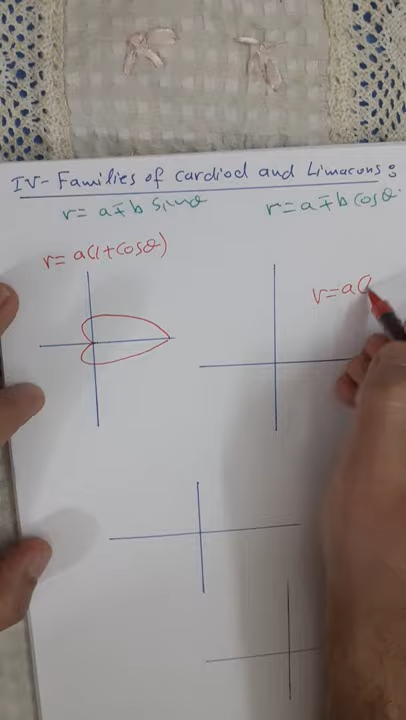 IV- Families of cardiod and Limacons:
r= a∓b sinθ
r= a∓b cosθ
r= a(1+cosθ)
r=a(